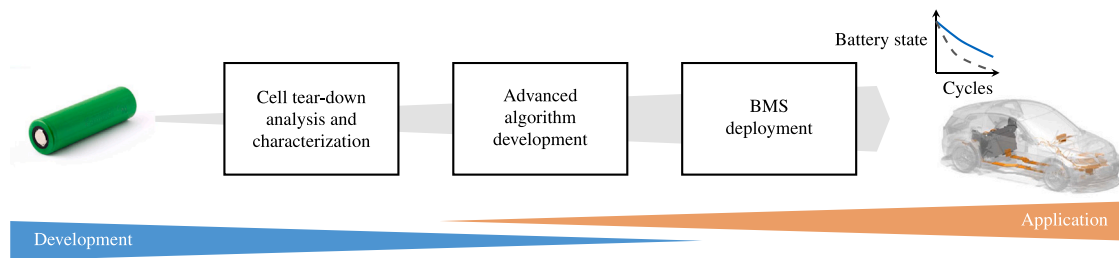 Battery state
Cycles
Cell tear-down
analysis and
characterization
Advanced
algorithm
development
BMS
deployment
Application
Development